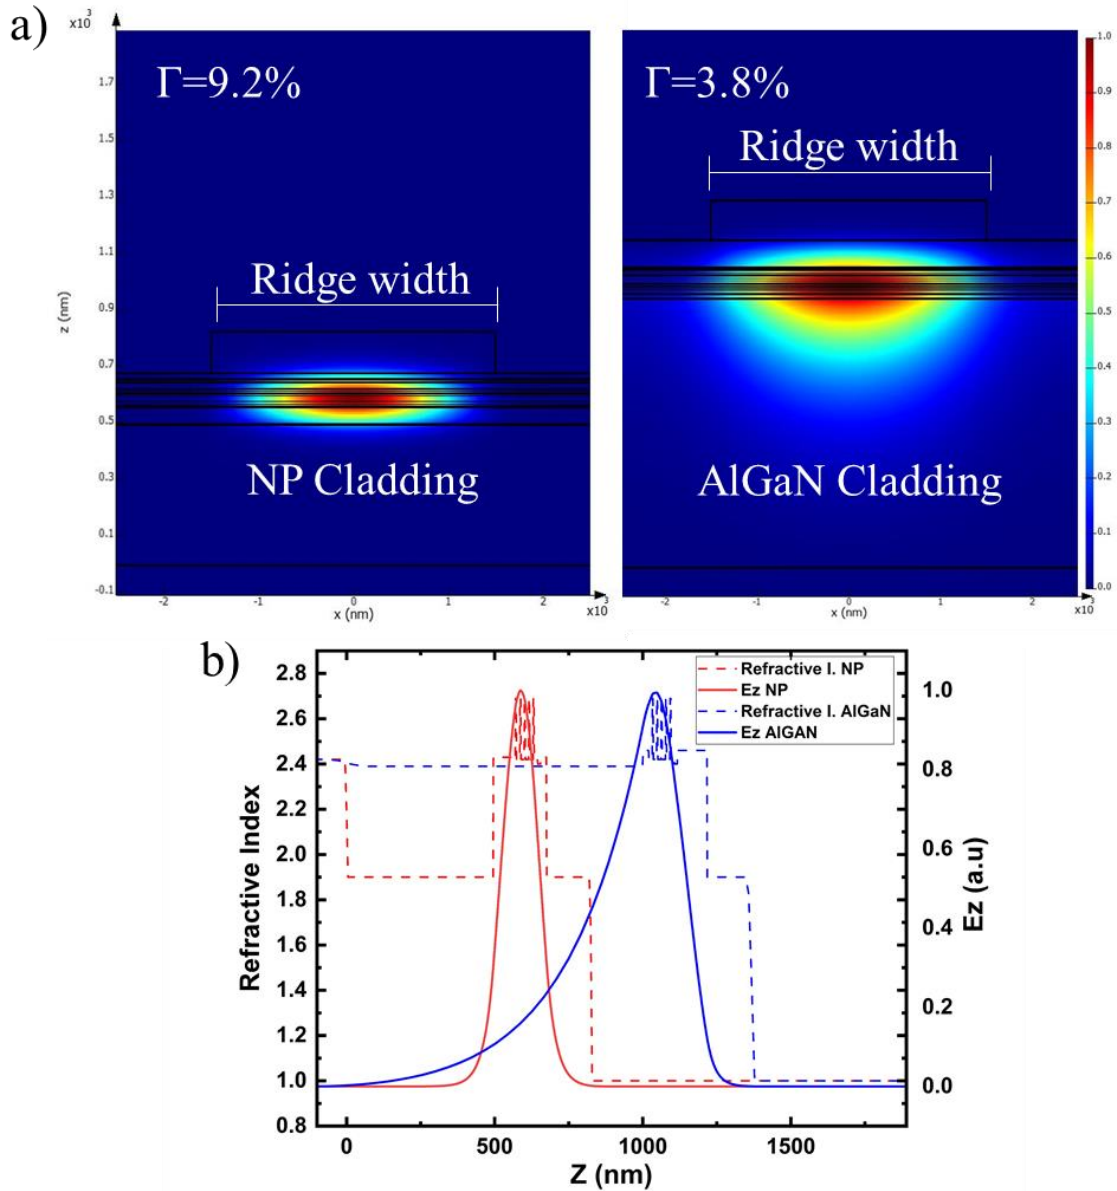 a)
x10³
z (nm)
1.7
1.5
1.3
1.1
0.9
0.7
0.5
0.3
0.1
-0.1
Γ=9.2%
Ridge width
NP Cladding
-2 -1 0 1 2 x10³
x (nm)
Γ=3.8%
Ridge width
AlGaN Cladding
-2 -1 0 1 2 x10³
x (nm)
1.0
0.9
0.8
0.7
0.6
0.5
0.4
0.3
0.2
0.1
0.0
b)
Refractive Index
2.8
2.6
2.4
2.2
2.0
1.8
1.6
1.4
1.2
1.0
0.8
Refractive I. NP
Ez NP
Refractive I. AlGaN
Ez AlGAN
1.0
0.8
0.6
0.4
0.2
0.0
Ez (a.u)
0 500 1000 1500
Z (nm)